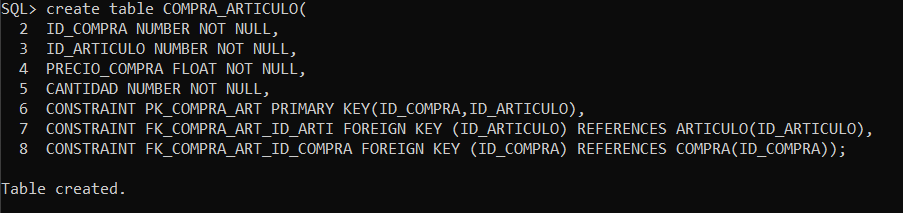 SQL> create table COMPRA_ARTICULO(
  2  ID_COMPRA NUMBER NOT NULL,
  3  ID_ARTICULO NUMBER NOT NULL,
  4  PRECIO_COMPRA FLOAT NOT NULL,
  5  CANTIDAD NUMBER NOT NULL,
  6  CONSTRAINT PK_COMPRA_ART PRIMARY KEY(ID_COMPRA,ID_ARTICULO),
  7  CONSTRAINT FK_COMPRA_ART_ID_ARTI FOREIGN KEY (ID_ARTICULO) REFERENCES ARTICULO(ID_ARTICULO),
  8  CONSTRAINT FK_COMPRA_ART_ID_COMPRA FOREIGN KEY (ID_COMPRA) REFERENCES COMPRA(ID_COMPRA));
Table created.